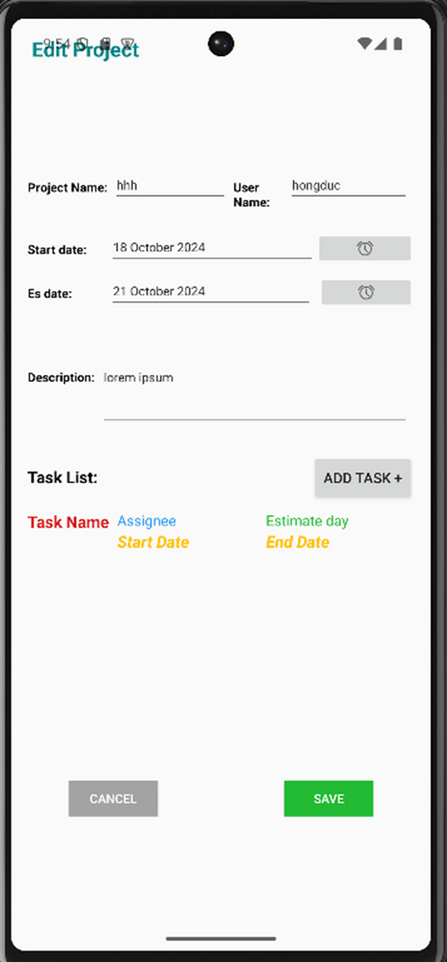 9:54
Edit Project
Project Name: hhh User Name: hongduc
Start date: 18 October 2024
Es date: 21 October 2024
Description: lorem ipsum
Task List: ADD TASK +
Task Name Assignee Estimate day
Start Date End Date
CANCEL SAVE